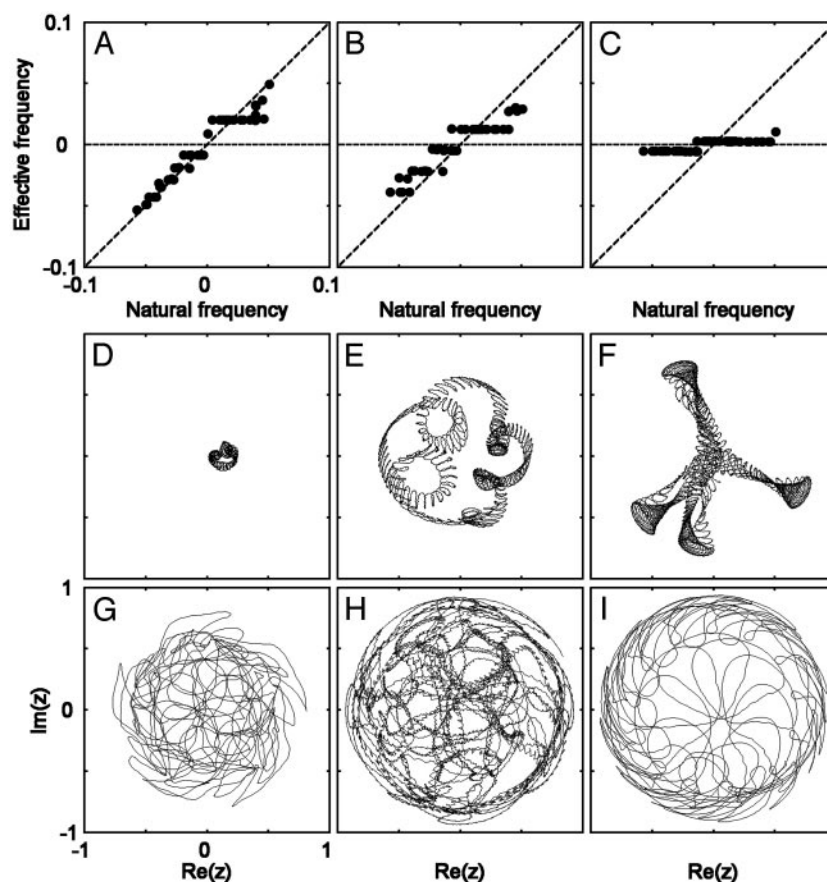 A
B
C
0.1
0
-0.1
Effective frequency
-0.1
0
0.1
Natural frequency
Natural frequency
Natural frequency
D
E
F
G
H
I
1
0
-1
Im(z)
-1
0
1
Re(z)
Re(z)
Re(z)